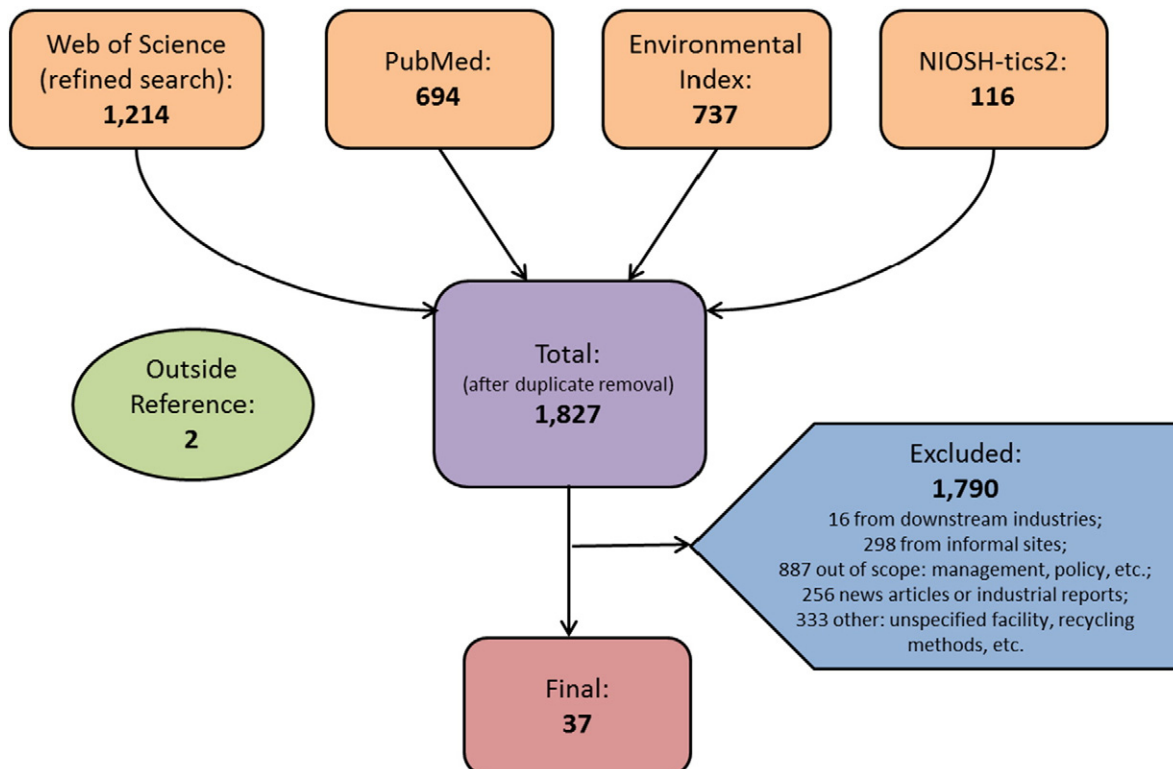 Web of Science
(refined search):
1,214
PubMed:
694
Environmental
Index:
737
NIOSH-tics2:
116
Outside
Reference:
2
Total:
(after duplicate removal)
1,827
Excluded:
1,790
16 from downstream industries;
298 from informal sites;
887 out of scope: management, policy, etc.;
256 news articles or industrial reports;
333 other: unspecified facility, recycling
methods, etc.
Final:
37